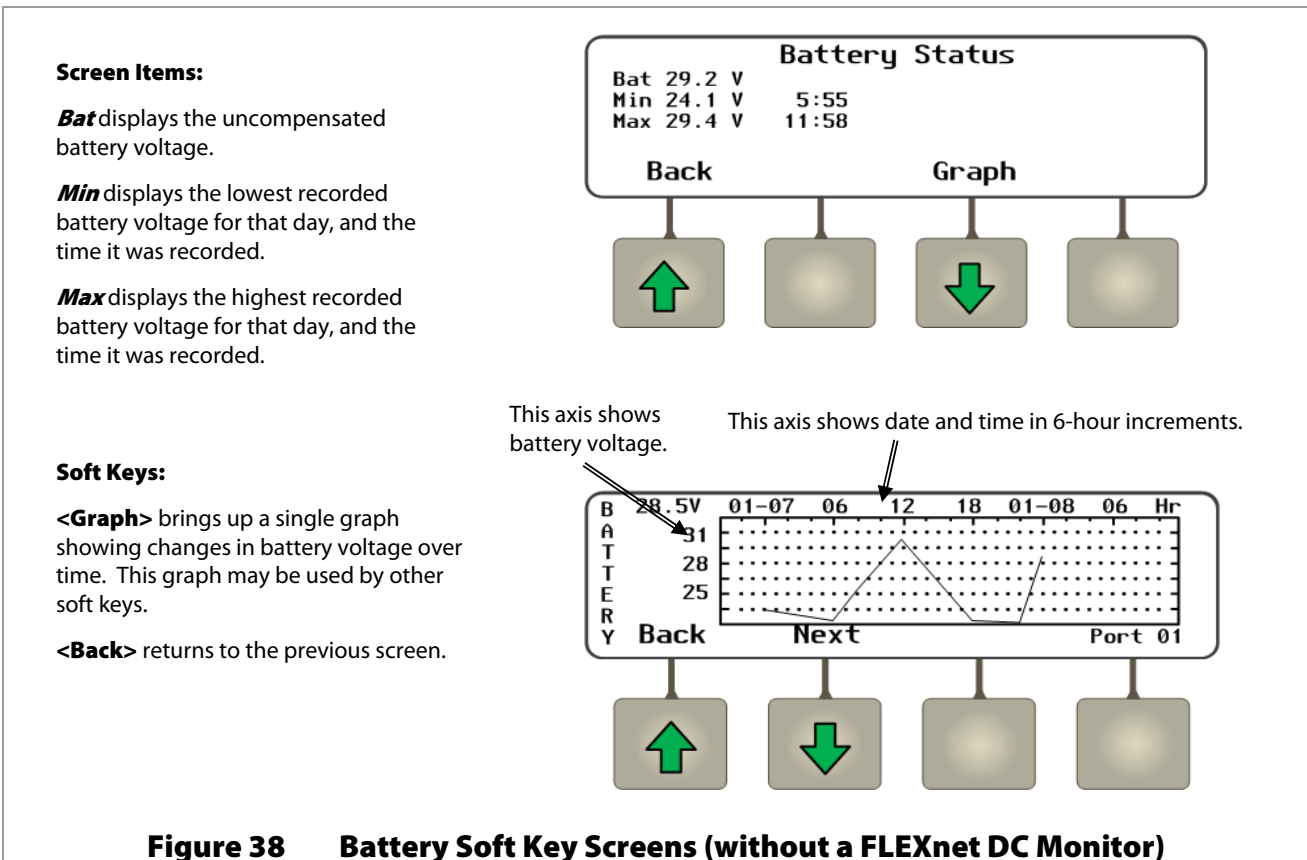 Screen Items:
Bat displays the uncompensated
battery voltage.
Min displays the lowest recorded
battery voltage for that day, and the
time it was recorded.
Max displays the highest recorded
battery voltage for that day, and the
time it was recorded.
Battery Status
Bat 29.2 V
Min 24.1 V 5:55
Max 29.4 V 11:58
Back Graph
Soft Keys:
<Graph> brings up a single graph
showing changes in battery voltage over
time. This graph may be used by other
soft keys.
<Back> returns to the previous screen.
This axis shows
battery voltage.
This axis shows date and time in 6-hour increments.
BATTERY
28.5V 01-07 06 12 18 01-08 06 Hr
31
28
25
Back Next Port 01
Figure 38 Battery Soft Key Screens (without a FLEXnet DC Monitor)